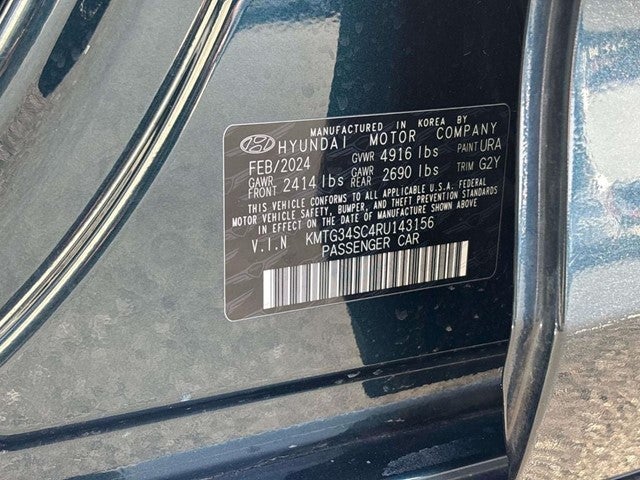 MANUFACTURED IN KOREA BY
HYUNDAI MOTOR COMPANY
FEB/2024 GVWR 4916 lbs PAINT URA
GAWR FRONT 2414 lbs GAWR REAR 2690 lbs TRIM G2Y
THIS VEHICLE CONFORMS TO ALL APPLICABLE U.S.A. FEDERAL
MOTOR VEHICLE SAFETY, BUMPER, AND THEFT PREVENTION STANDARDS
IN EFFECT ON THE DATE OF MANUFACTURE SHOWN ABOVE.
V.I.N KMTG34SC4RU143156
PASSENGER CAR